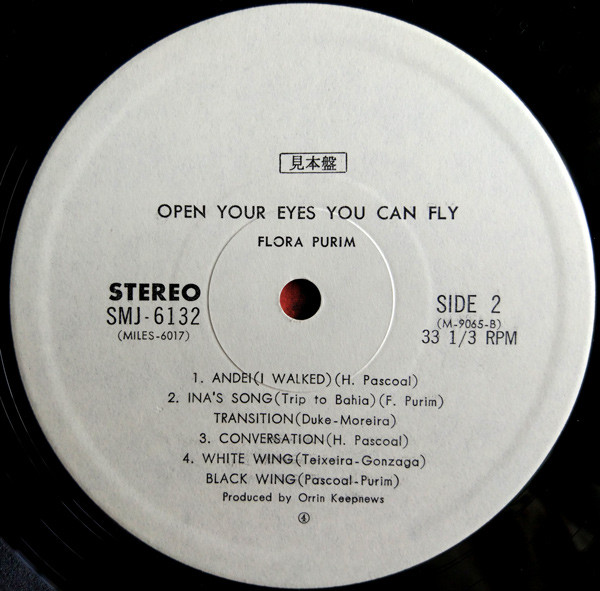 見本盤
OPEN YOUR EYES YOU CAN FLY
FLORA PURIM
STEREO
SMJ-6132
(MILES-6017)
SIDE 2
(M-9065-B)
33 1/3 RPM
1. ANDEI(I WALKED)(H. Pascoal)
2. INA'S SONG(Trip to Bahia)(F. Purim)
TRANSITION(Duke-Moreira)
3. CONVERSATION(H. Pascoal)
4. WHITE WING(Teixeira-Gonzaga)
BLACK WING(Pascoal-Purim)
Produced by Orrin Keepnews
④